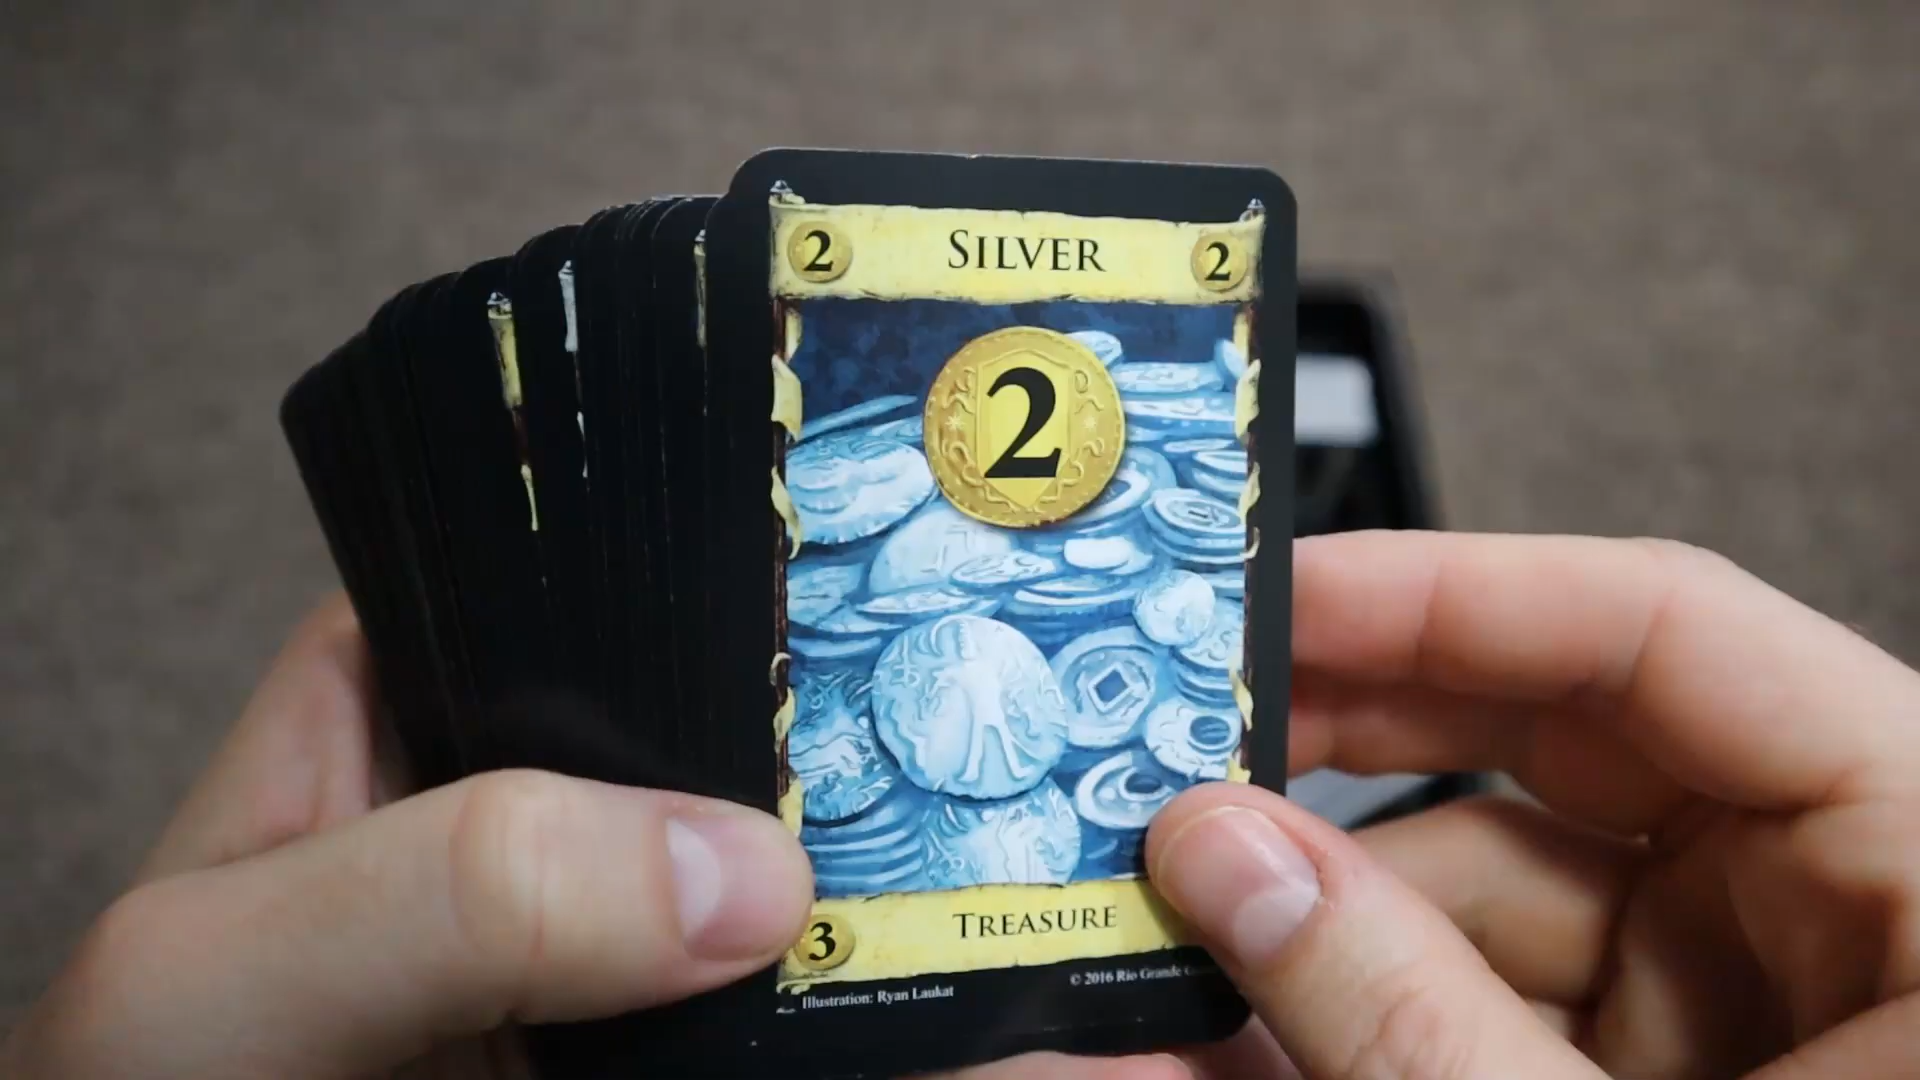 2 SILVER 2
2
3 TREASURE
Illustration: Ryan Laukat © 2016 Rio Grande